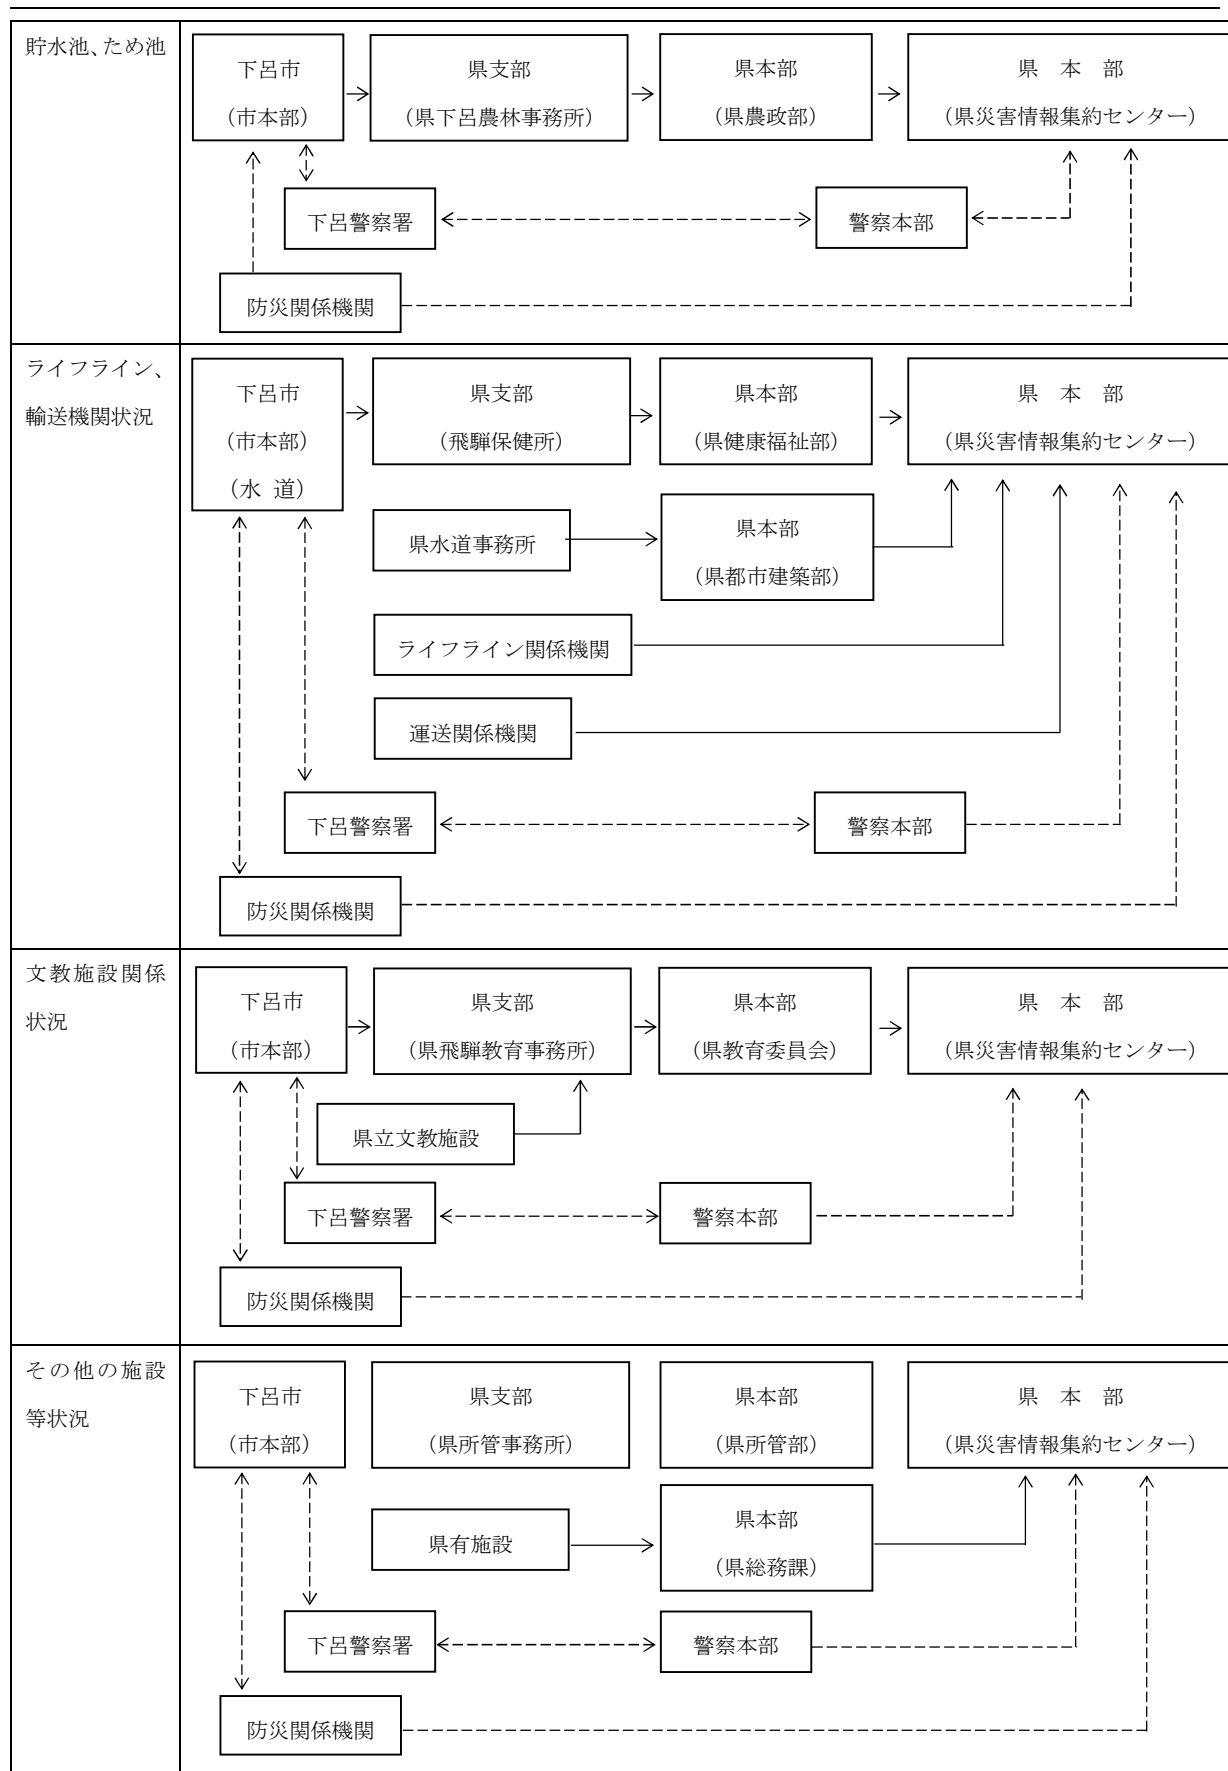 貯水池、ため池
下呂市
(市本部)
県支部
(県下呂農林事務所)
県本部
(県農政部)
県　本　部
(県災害情報集約センター)
下呂警察署
警察本部
防災関係機関
ライフライン、
輸送機関状況
下呂市
(市本部)
(水 道)
県支部
(飛騨保健所)
県本部
(県健康福祉部)
県　本　部
(県災害情報集約センター)
県水道事務所
県本部
(県都市建築部)
ライフライン関係機関
運送関係機関
下呂警察署
警察本部
防災関係機関
文教施設関係
状況
下呂市
(市本部)
県支部
(県飛騨教育事務所)
県本部
(県教育委員会)
県　本　部
(県災害情報集約センター)
県立文教施設
下呂警察署
警察本部
防災関係機関
その他の施設
等状況
下呂市
(市本部)
県支部
(県所管事務所)
県本部
(県所管部)
県　本　部
(県災害情報集約センター)
県有施設
県本部
(県総務課)
下呂警察署
警察本部
防災関係機関